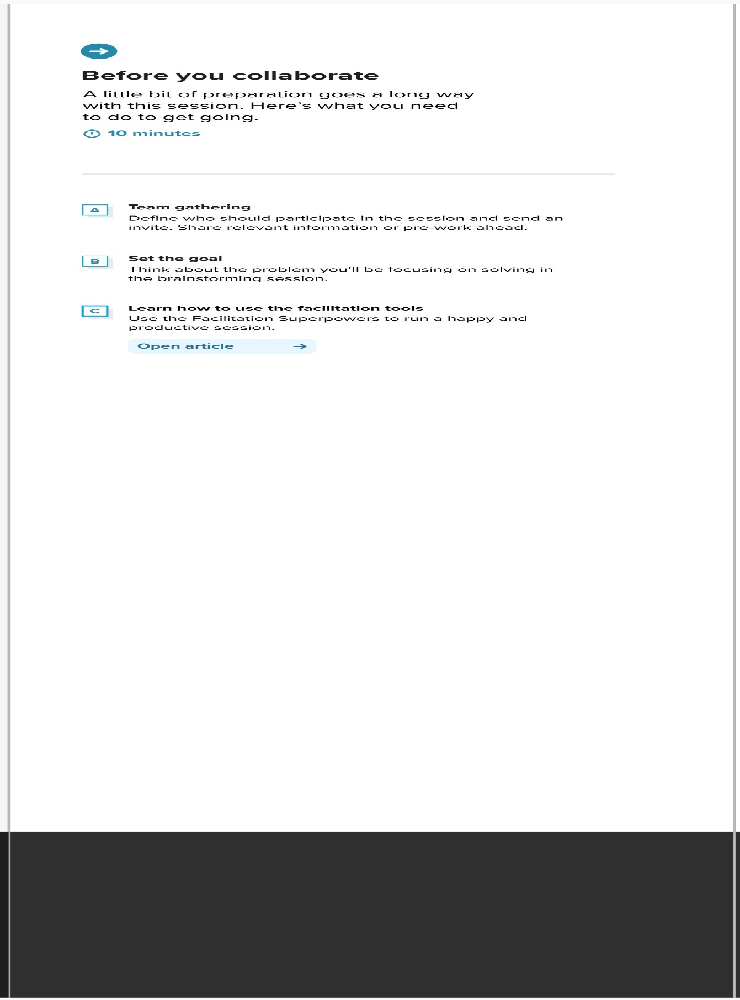 Before you collaborate
A little bit of preparation goes a long way
with this session. Here’s what you need
to do to get going.
10 minutes
A
Team gathering
Define who should participate in the session and send an
invite. Share relevant information or pre-work ahead.
B
Set the goal
Think about the problem you'll be focusing on solving in
the brainstorming session.
C
Learn how to use the facilitation tools
Use the Facilitation Superpowers to run a happy and
productive session.
Open article